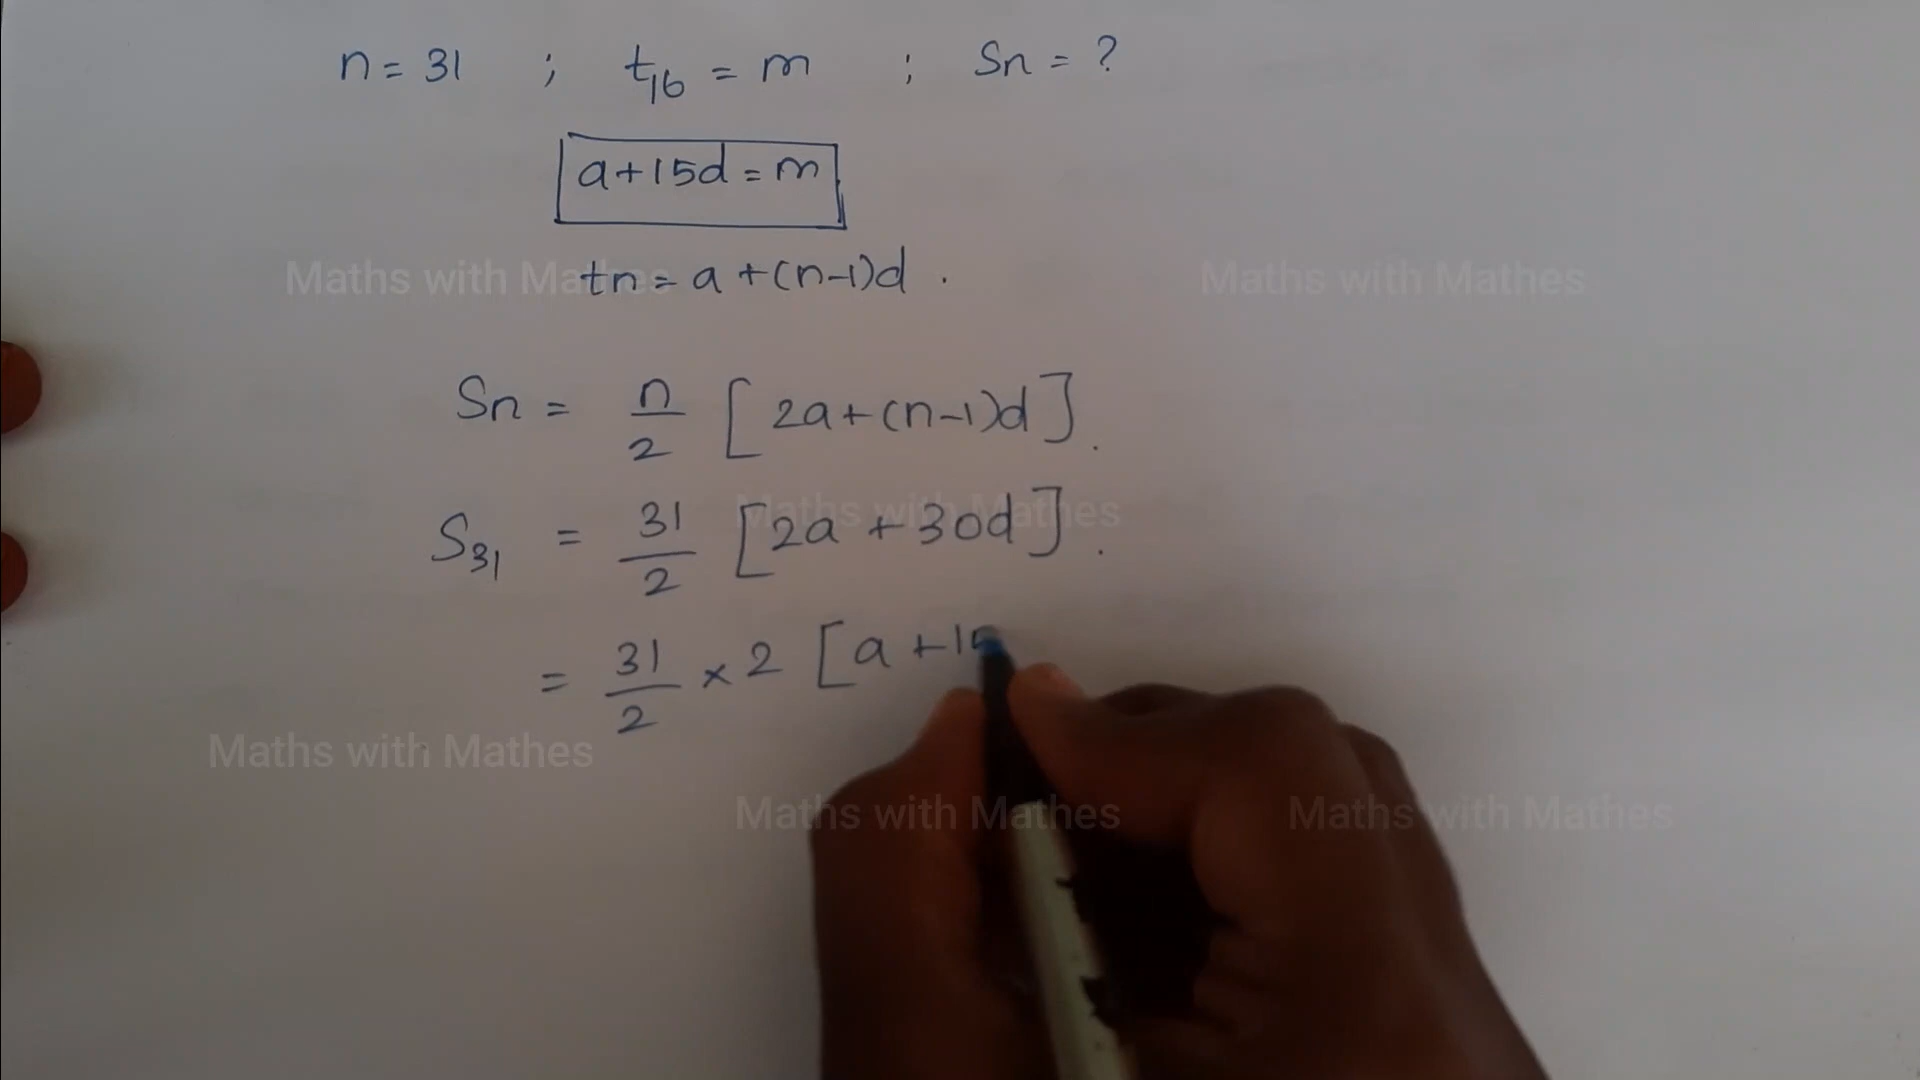 n = 31 ; t16 = m ; Sn = ?
a+15d = m
Maths with Mathes
tn = a + (n-1)d .
Maths with Mathes
Sn = n/2 [ 2a + (n-1)d ] .
Maths with Mathes
S31 = 31/2 [ 2a + 30d ] .
= 31/2 × 2 [ a + 15
Maths with Mathes
Maths with Mathes
Maths with Mathes